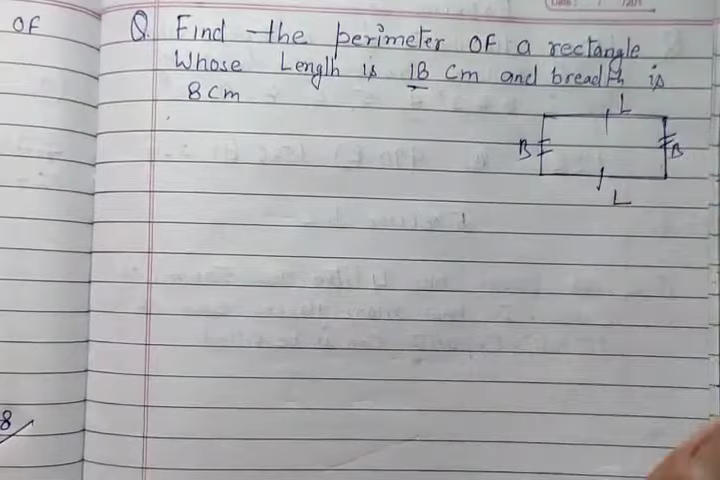 OF
Q. Find the perimeter OF a rectangle
Whose Length is 18 Cm and breadth is
8 Cm
L
B
B
L
8